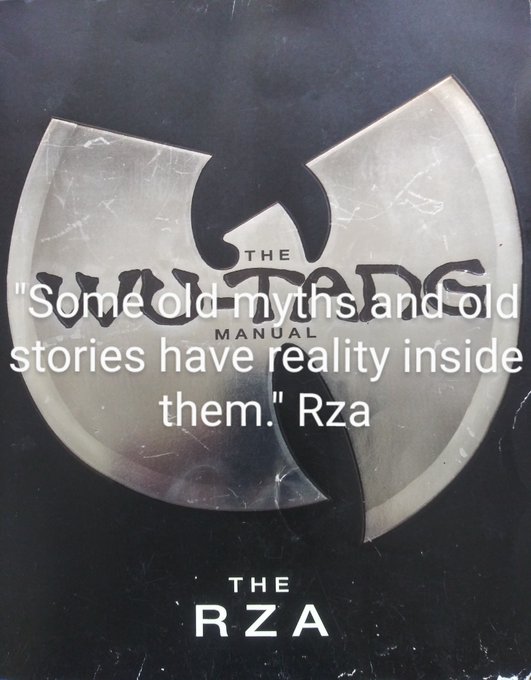 THE
WU-TANG
MANUAL
"Some old myths and old
stories have reality inside
them." Rza
THE
RZA